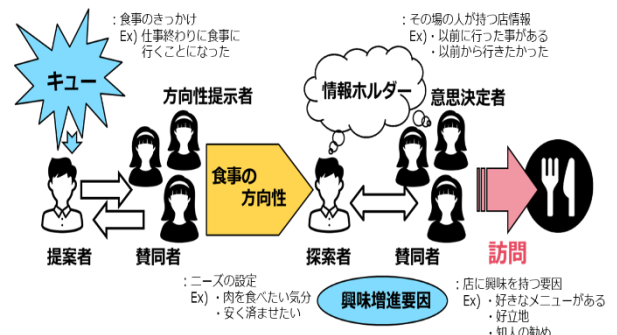 ：食事のきっかけ
Ex) 仕事終わりに食事に
行くことになった
：その場の人が持つ店情報
Ex) ・以前に行った事がある
・以前から行きたかった
キュー
方向性提示者
情報ホルダー
意思決定者
食事の
方向性
提案者
賛同者
探索者
賛同者
訪問
：ニーズの設定
Ex) ・肉を食べたい気分
・安く済ませたい
興味増進要因
：店に興味を持つ要因
Ex) ・好きなメニューがある
・好立地
・知人の勧め